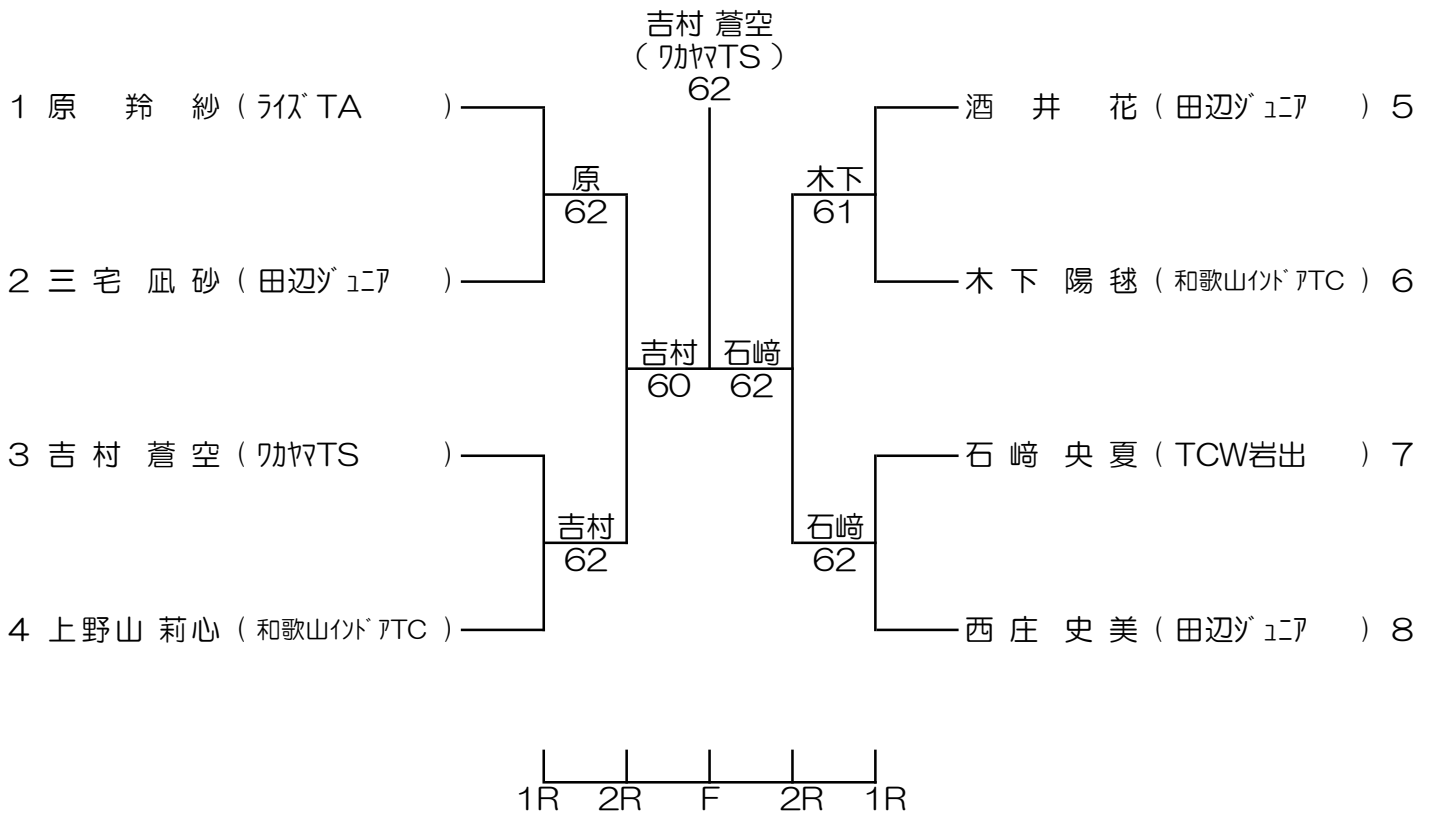 吉村 蒼空
( ﾜｶﾔﾏTS )
62
1 原 羚 紗 ( ﾗｲｽﾞTA )
酒 井 花 ( 田辺ｼﾞｭﾆｱ ) 5
原
62
木下
61
2 三 宅 凪 砂 ( 田辺ｼﾞｭﾆｱ )
木 下 陽 毬 ( 和歌山ｲﾝﾄﾞｱTC ) 6
吉村
60
石﨑
62
3 吉 村 蒼 空 ( ﾜｶﾔﾏTS )
石 﨑 央 夏 ( TCW岩出 ) 7
吉村
62
石﨑
62
4 上野山 莉心 ( 和歌山ｲﾝﾄﾞｱTC )
西 庄 史 美 ( 田辺ｼﾞｭﾆｱ ) 8
1R 2R F 2R 1R